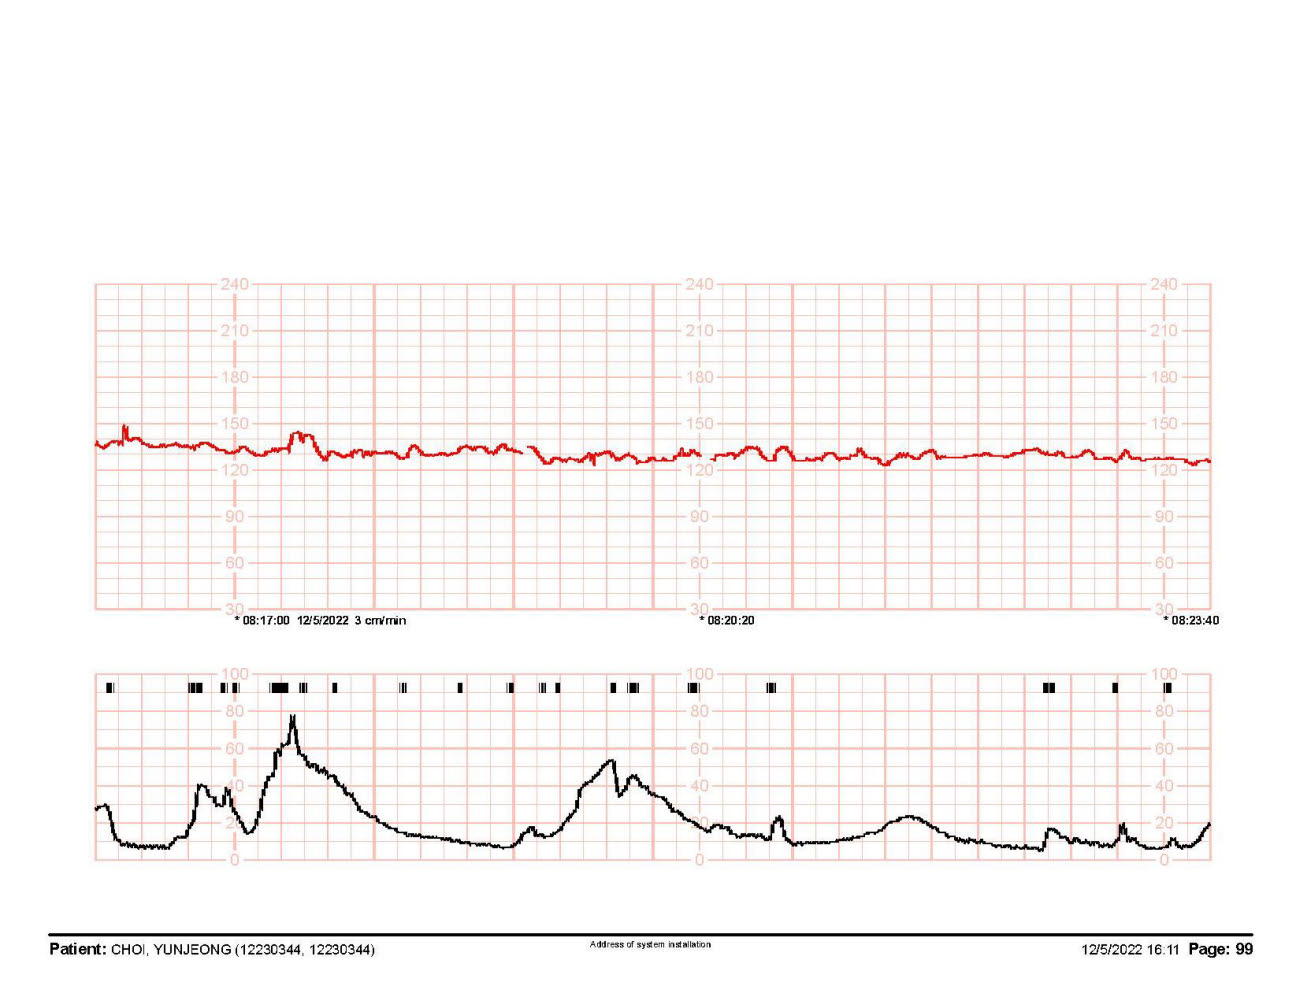 240 240 240
210 210 210
180 180 180
150 150 150
120 120 120
90 90 90
60 60 60
30 30 30
* 08:17:00 12/5/2022 3 cm/min * 08:20:20 * 08:23:40
100 100 100
80 80 80
60 60 60
40 40 40
20 20 20
0 0 0
Patient: CHOI, YUNJEONG (12230344, 12230344) Address of system installation 12/5/2022 16:11 Page: 99